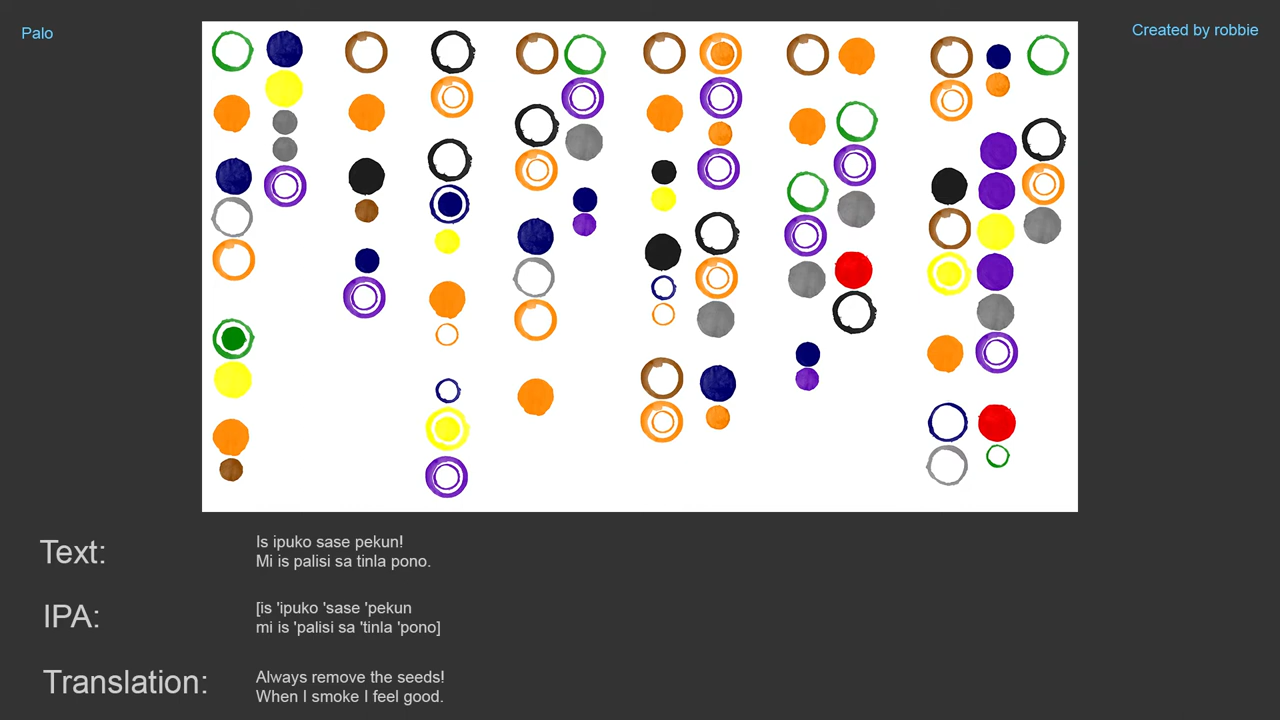 Palo
Created by robbie
Text:
Is ipuko sase pekun!
Mi is palisi sa tinla pono.
IPA:
[is 'ipuko 'sase 'pekun
mi is 'palisi sa 'tinla 'pono]
Translation:
Always remove the seeds!
When I smoke I feel good.